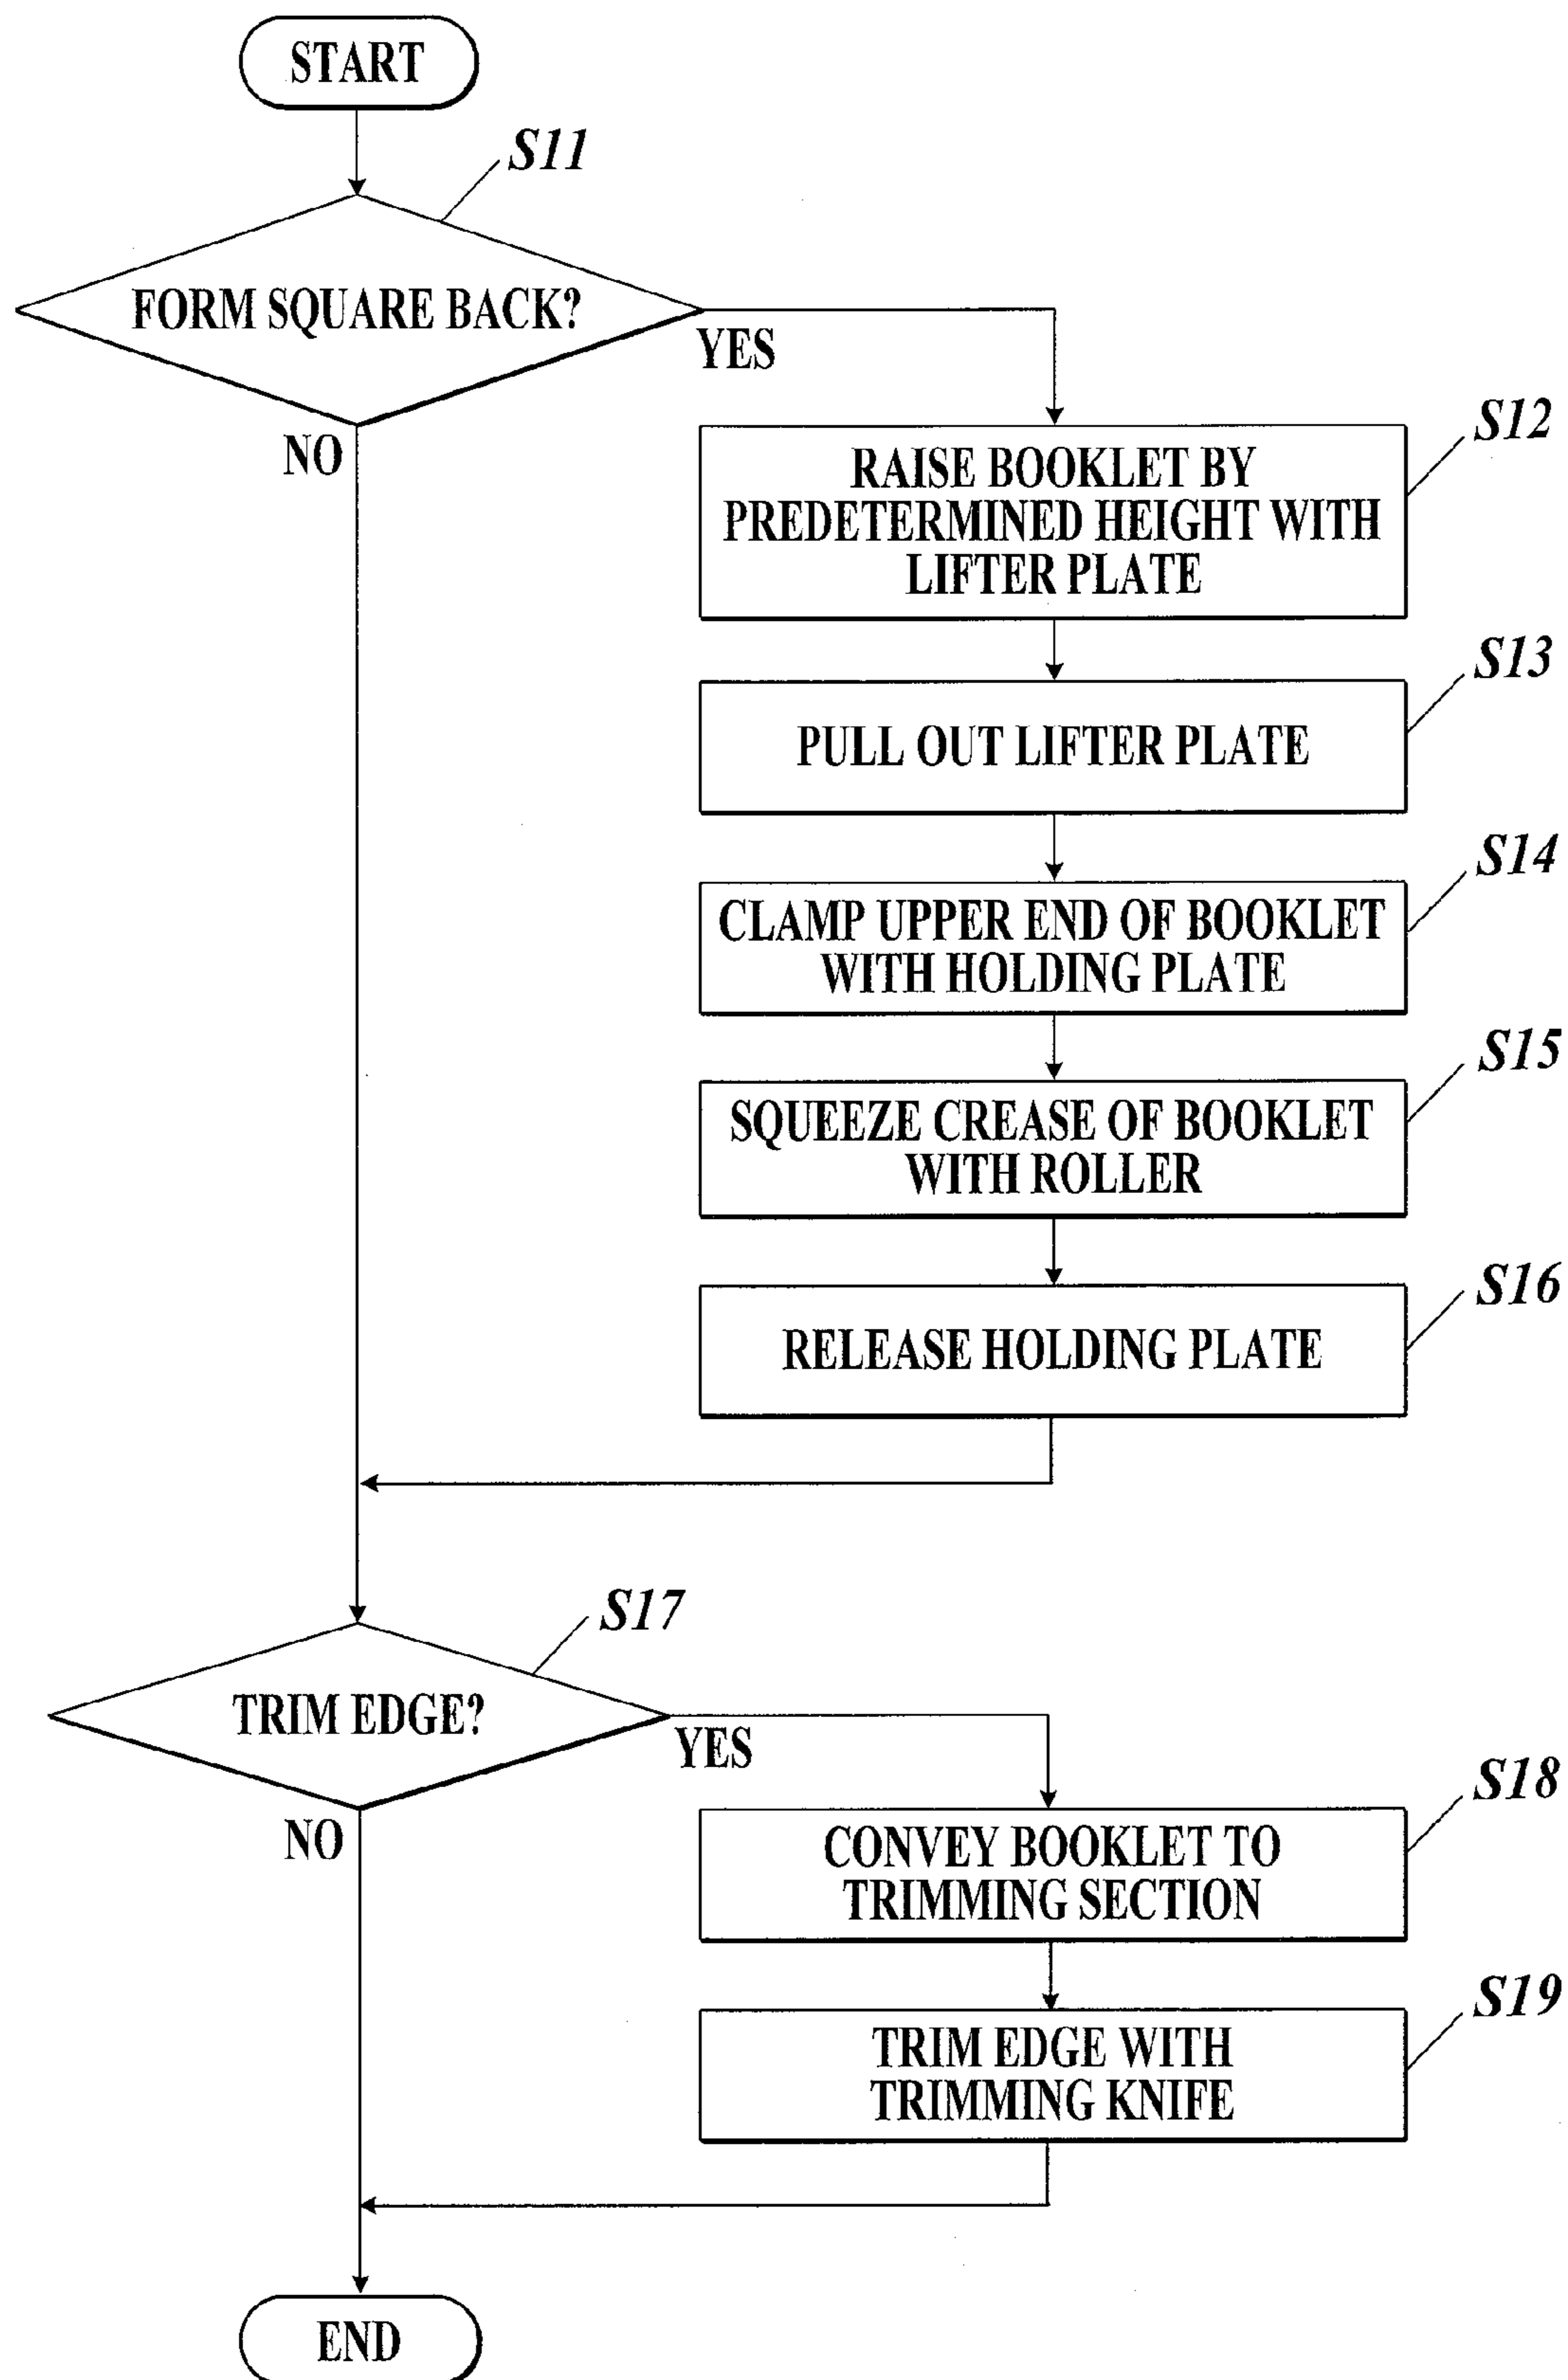 START
S11
FORM SQUARE BACK?
YES
NO
S12
RAISE BOOKLET BY
PREDETERMINED HEIGHT WITH
LIFTER PLATE
S13
PULL OUT LIFTER PLATE
S14
CLAMP UPPER END OF BOOKLET
WITH HOLDING PLATE
S15
SQUEEZE CREASE OF BOOKLET
WITH ROLLER
S16
RELEASE HOLDING PLATE
S17
TRIM EDGE?
YES
NO
S18
CONVEY BOOKLET TO
TRIMMING SECTION
S19
TRIM EDGE WITH
TRIMMING KNIFE
END